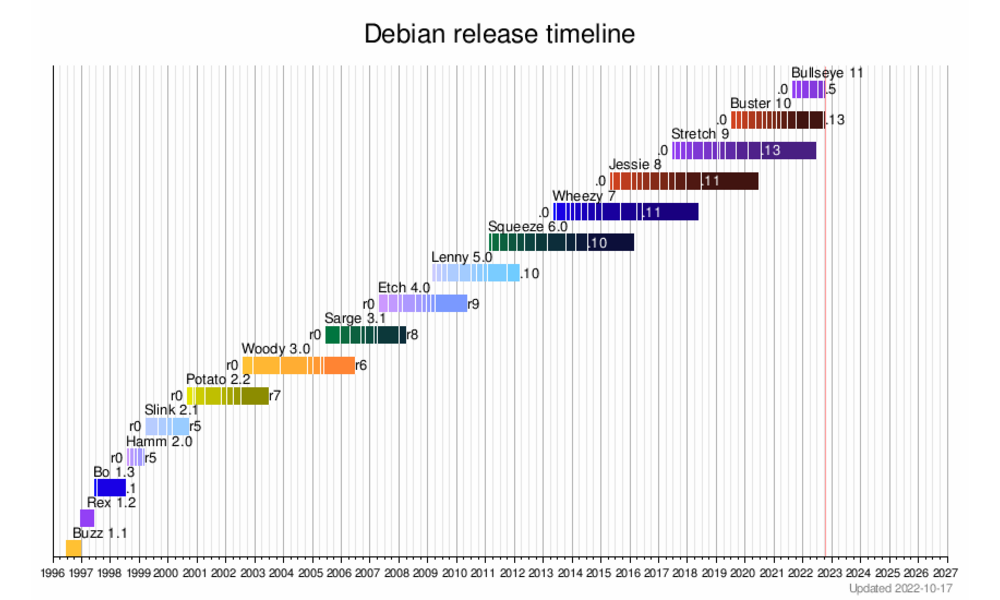 Debian release timeline
Bullseye 11
.0 .5
Buster 10
.0 .13
Stretch 9
.0 .13
Jessie 8
.0 .11
Wheezy 7
.0 .11
Squeeze 6.0
.10
Lenny 5.0
.10
Etch 4.0
r0 r9
Sarge 3.1
r0 r8
Woody 3.0
r0 r6
Potato 2.2
r0 r7
Slink 2.1
r0 r5
Hamm 2.0
r0 r5
Bo 1.3
.1
Rex 1.2
Buzz 1.1
1996 1997 1998 1999 2000 2001 2002 2003 2004 2005 2006 2007 2008 2009 2010 2011 2012 2013 2014 2015 2016 2017 2018 2019 2020 2021 2022 2023 2024 2025 2026 2027
Updated 2022-10-17